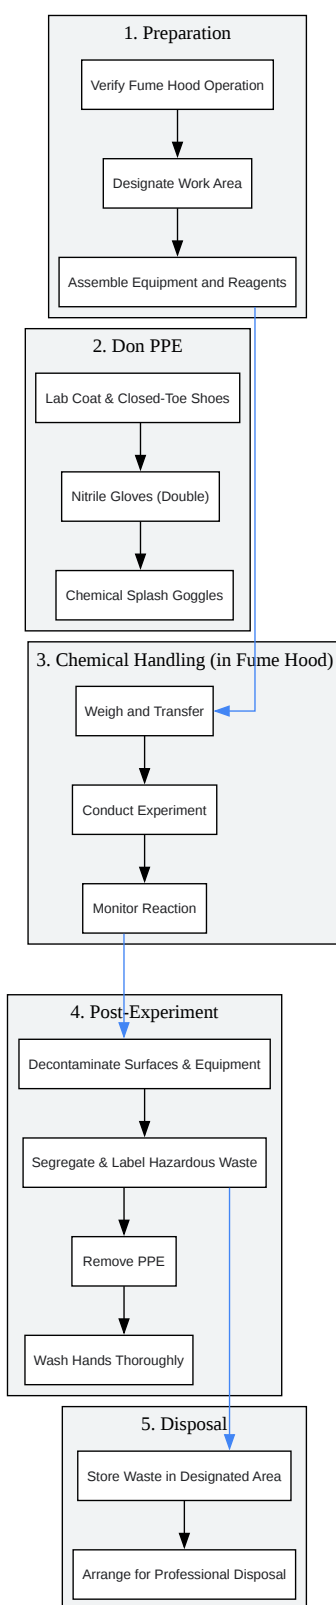 1. Preparation
Verify Fume Hood Operation
Designate Work Area
Assemble Equipment and Reagents
2. Don PPE
Lab Coat & Closed-Toe Shoes
Nitrile Gloves (Double)
Chemical Splash Goggles
3. Chemical Handling (in Fume Hood)
Weigh and Transfer
Conduct Experiment
Monitor Reaction
4. Post-Experiment
Decontaminate Surfaces & Equipment
Segregate & Label Hazardous Waste
Remove PPE
Wash Hands Thoroughly
5. Disposal
Store Waste in Designated Area
Arrange for Professional Disposal